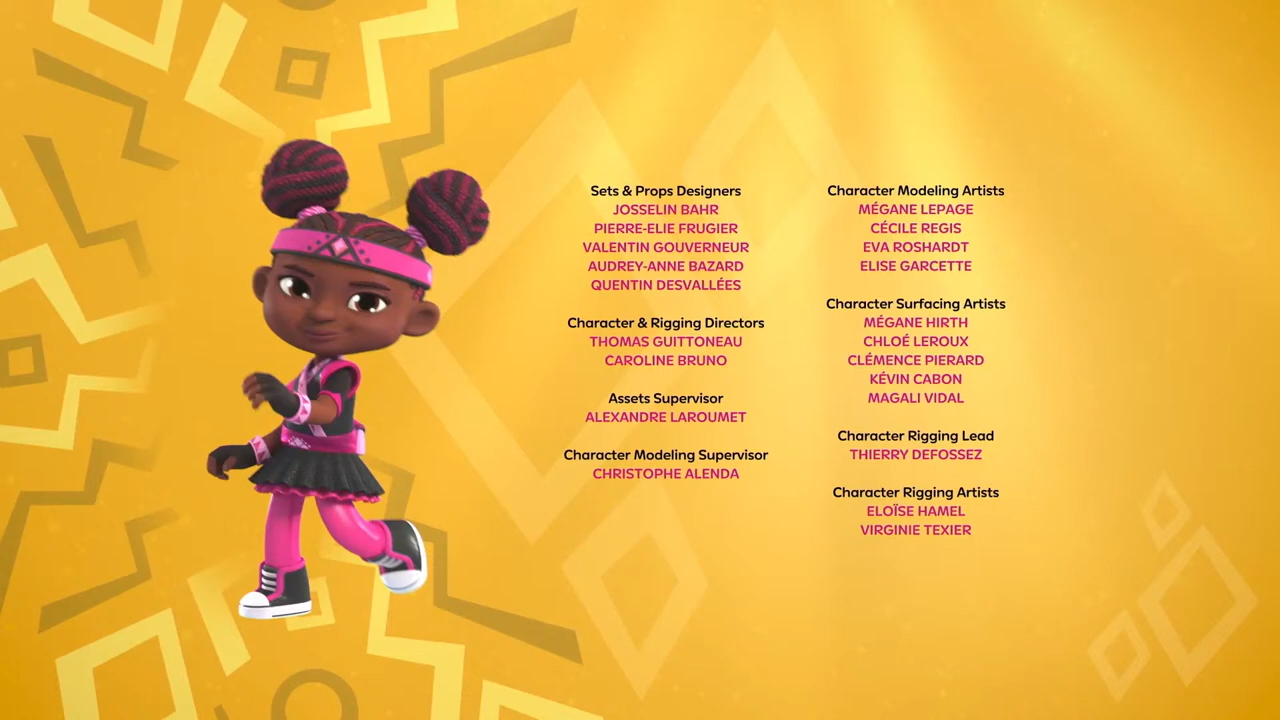 Sets & Props Designers
JOSSELIN BAHR
PIERRE-ELIE FRUGIER
VALENTIN GOUVERNEUR
AUDREY-ANNE BAZARD
QUENTIN DESVALLÉES
Character & Rigging Directors
THOMAS GUITTONEAU
CAROLINE BRUNO
Assets Supervisor
ALEXANDRE LAROUMET
Character Modeling Supervisor
CHRISTOPHE ALENDA
Character Modeling Artists
MÉGANE LEPAGE
CÉCILE REGIS
EVA ROSHARDT
ELISE GARCETTE
Character Surfacing Artists
MÉGANE HIRTH
CHLOÉ LEROUX
CLÉMENCE PIERARD
KÉVIN CABON
MAGALI VIDAL
Character Rigging Lead
THIERRY DEFOSSEZ
Character Rigging Artists
ELOÏSE HAMEL
VIRGINIE TEXIER